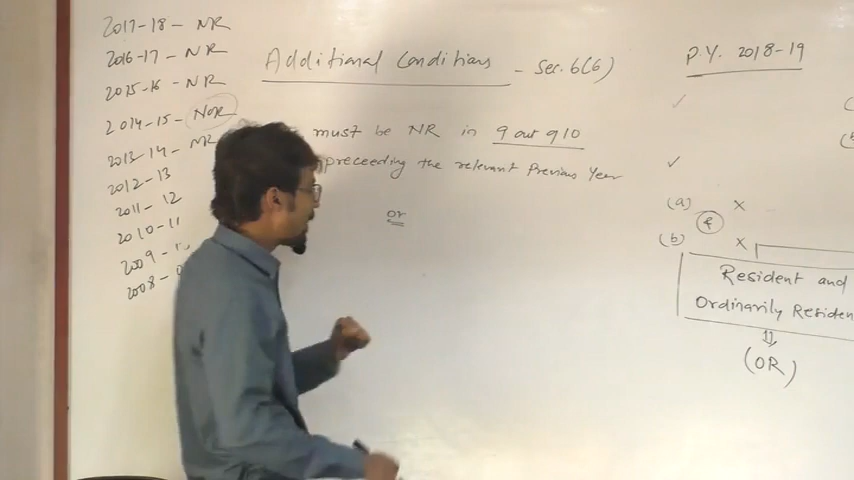 2017-18 - NR
2016-17 - NR
2015-16 - NR
2014-15 - NOR
2013-14 - NR
2012-13
2011-12
2010-11
2009 -
2008 -
Additional Conditions - Sec. 6(6)
must be NR in 9 out of 10
preceeding the relevant Previous Year
or
P.Y. 2018-19
(a) x
&
(b) x
Resident and
Ordinarily Residen
(OR)